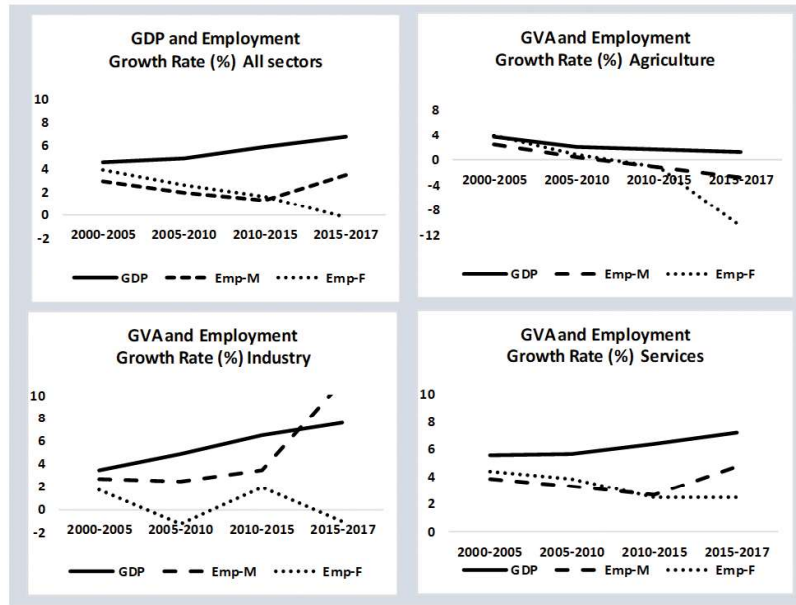 GDP and Employment
Growth Rate (%) All sectors
10
8
6
4
2
0
-2
2000-2005 2005-2010 2010-2015 2015-2017
GDP Emp-M Emp-F
GVA and Employment
Growth Rate (%) Agriculture
8
4
0
-4
-8
-12
2000-2005 2005-2010 2010-2015 2015-2017
GDP Emp-M Emp-F
GVA and Employment
Growth Rate (%) Industry
10
8
6
4
2
0
-2
2000-2005 2005-2010 2010-2015 2015-2017
GDP Emp-M Emp-F
GVA and Employment
Growth Rate (%) Services
10
8
6
4
2
0
2000-2005 2005-2010 2010-2015 2015-2017
GDP Emp-M Emp-F